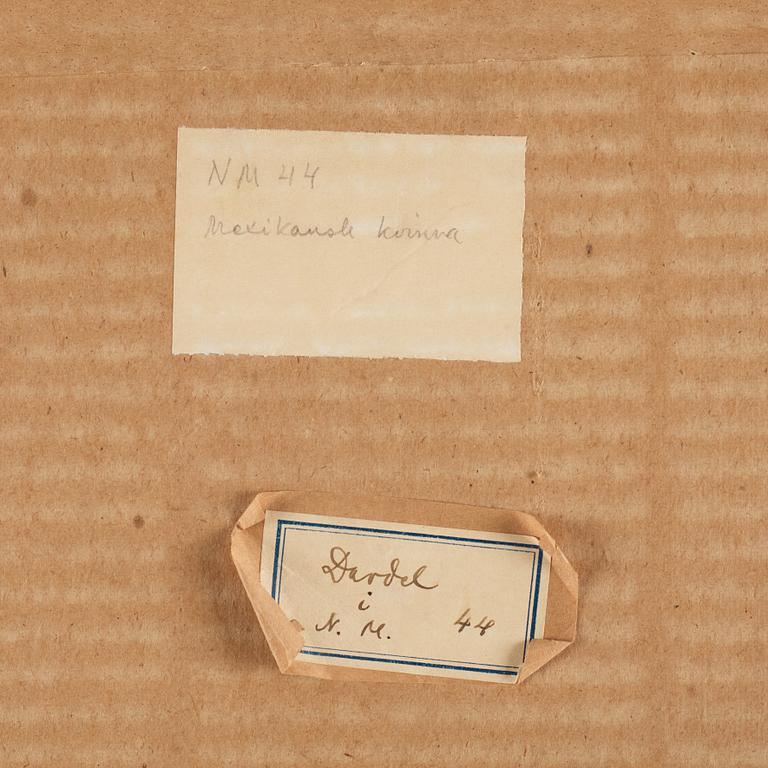 NM 44
Mexikansk kvinna
Dardel
i
N. M. 44